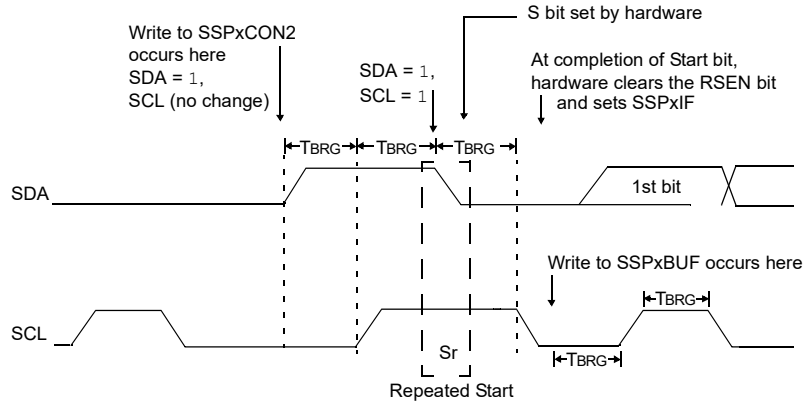 S bit set by hardware
Write to SSPxCON2
occurs here
SDA = 1,
SCL (no change)
SDA = 1,
SCL = 1
At completion of Start bit,
hardware clears the RSEN bit
and sets SSPxIF
TBRG TBRG TBRG
SDA
1st bit
Write to SSPxBUF occurs here
TBRG
SCL
Sr
TBRG
Repeated Start